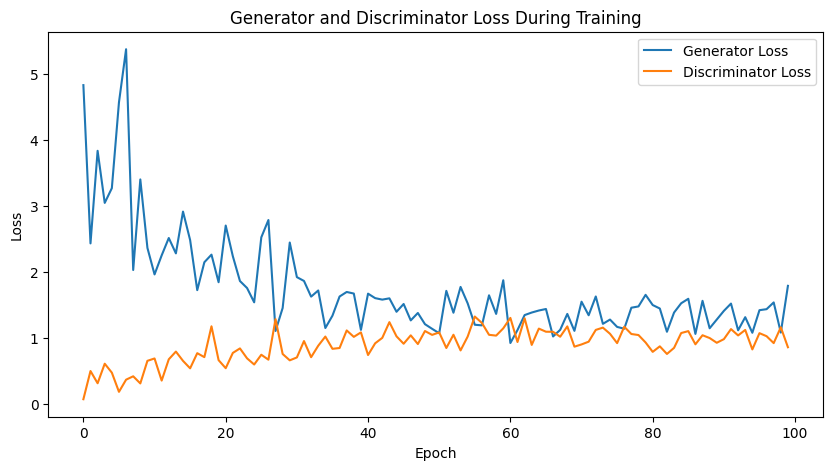 Generator and Discriminator Loss During Training
Generator Loss
Discriminator Loss
Loss
5
4
3
2
1
0
0 20 40 60 80 100
Epoch